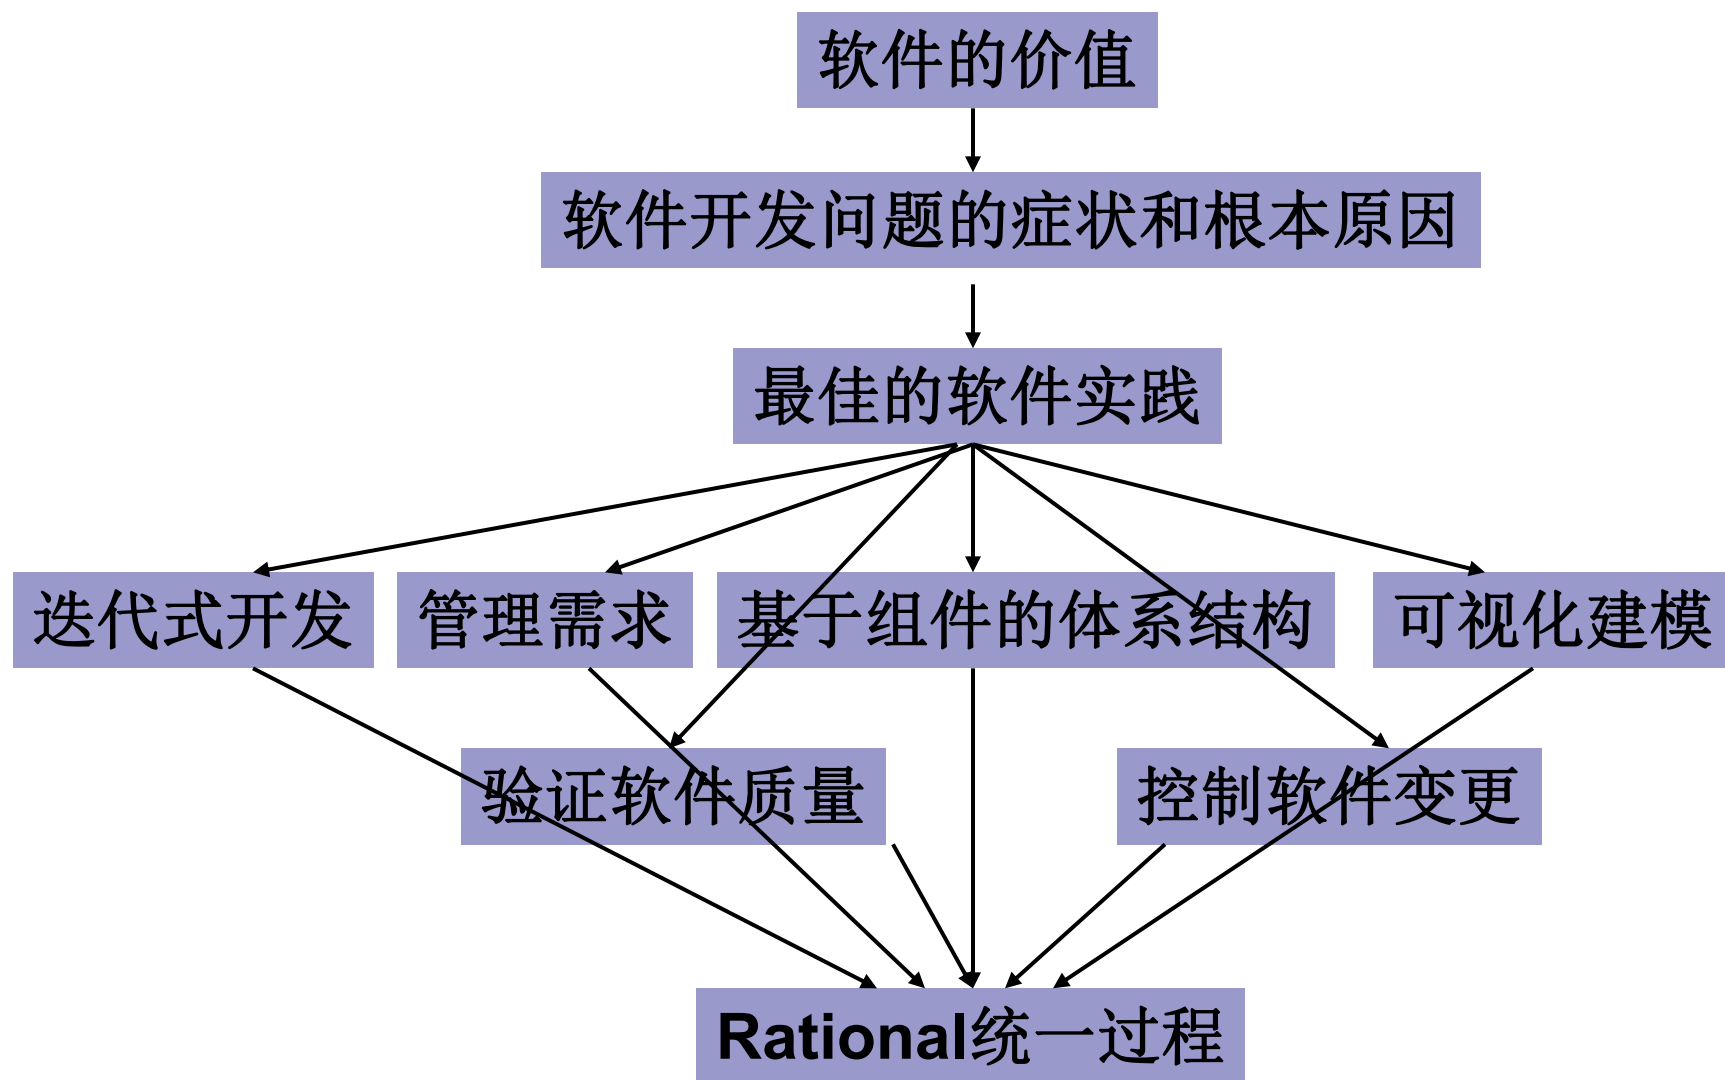 软件的价值
软件开发问题的症状和根本原因
最佳的软件实践
迭代式开发
管理需求
基于组件的体系结构
可视化建模
验证软件质量
控制软件变更
Rational统一过程